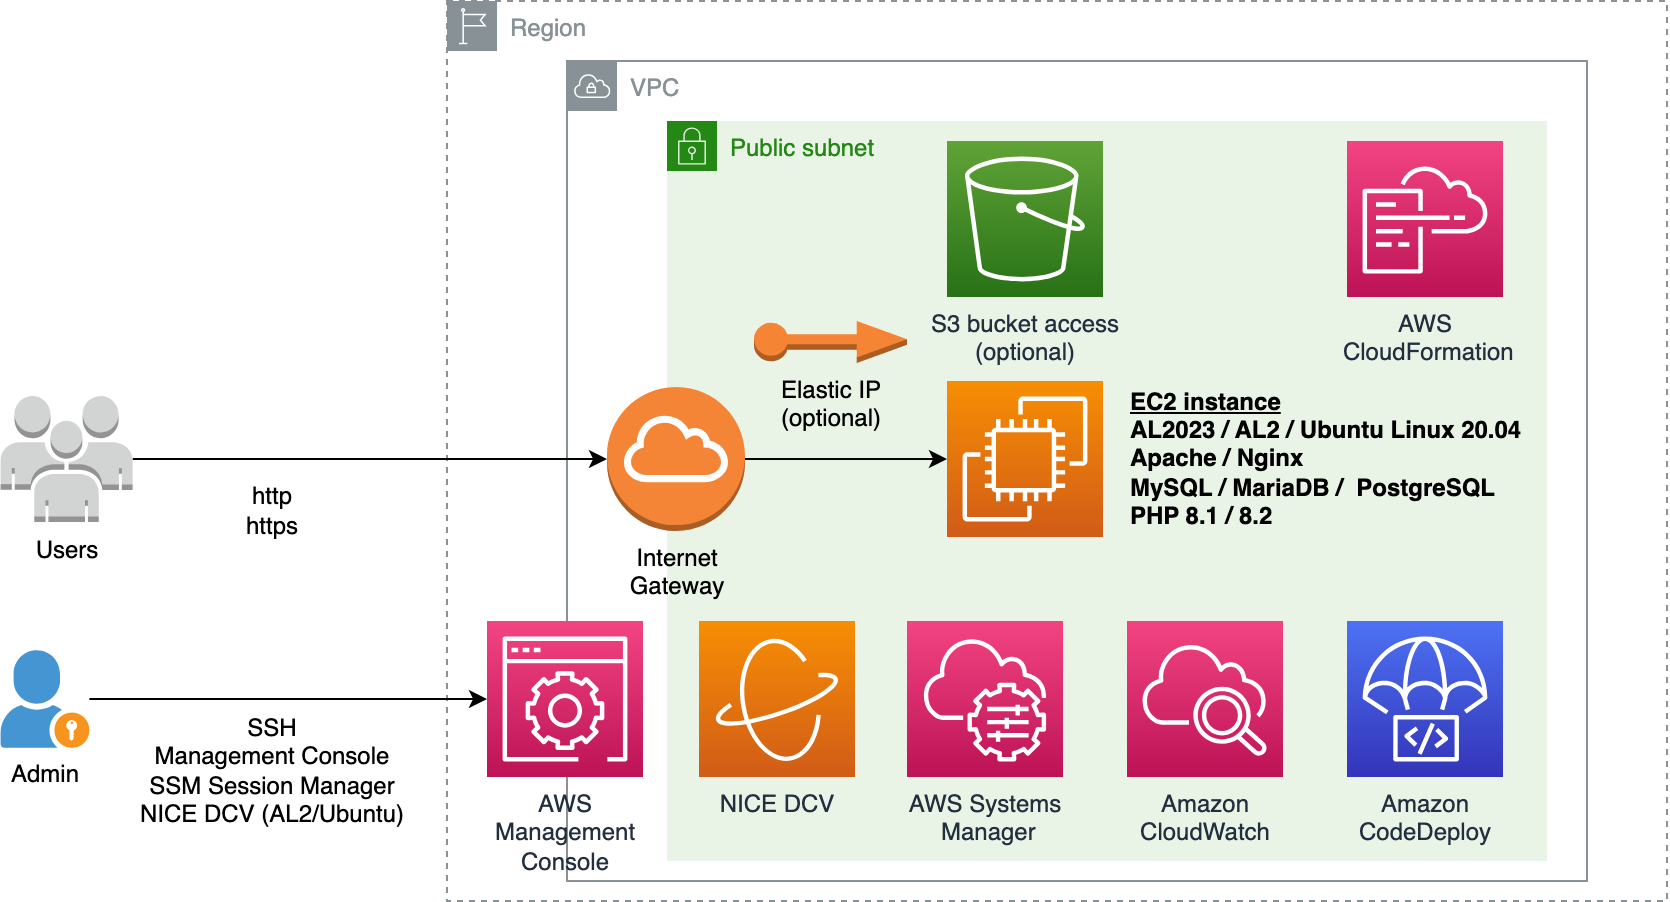 Region
VPC
Public subnet
S3 bucket access
(optional)
AWS
CloudFormation
Elastic IP
(optional)
EC2 instance
AL2023 / AL2 / Ubuntu Linux 20.04
Apache / Nginx
MySQL / MariaDB /  PostgreSQL
PHP 8.1 / 8.2
http
https
Users
Internet
Gateway
SSH
Management Console
SSM Session Manager
NICE DCV (AL2/Ubuntu)
Admin
AWS
Management
Console
NICE DCV
AWS Systems
Manager
Amazon
CloudWatch
</>
Amazon
CodeDeploy